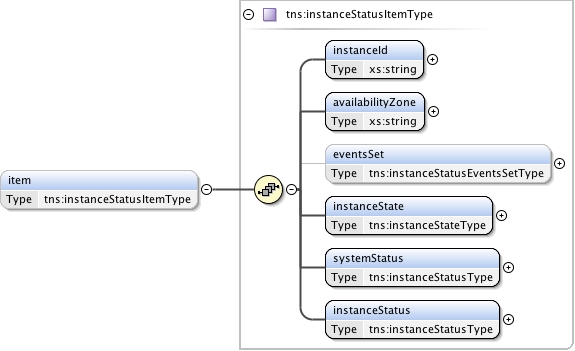 tns:instanceStatusItemType
instanceId
Type xs:string
availabilityZone
Type xs:string
eventsSet
Type tns:instanceStatusEventsSetType
item
Type tns:instanceStatusItemType
instanceState
Type tns:instanceStateType
systemStatus
Type tns:instanceStatusType
instanceStatus
Type tns:instanceStatusType